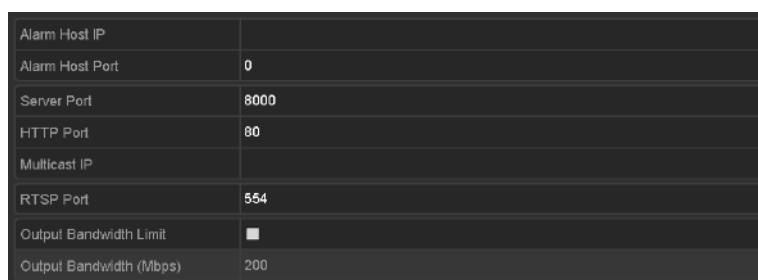 Alarm Host IP
Alarm Host Port 0
Server Port 8000
HTTP Port 80
Multicast IP
RTSP Port 554
Output Bandwidth Limit
Output Bandwidth (Mbps) 200